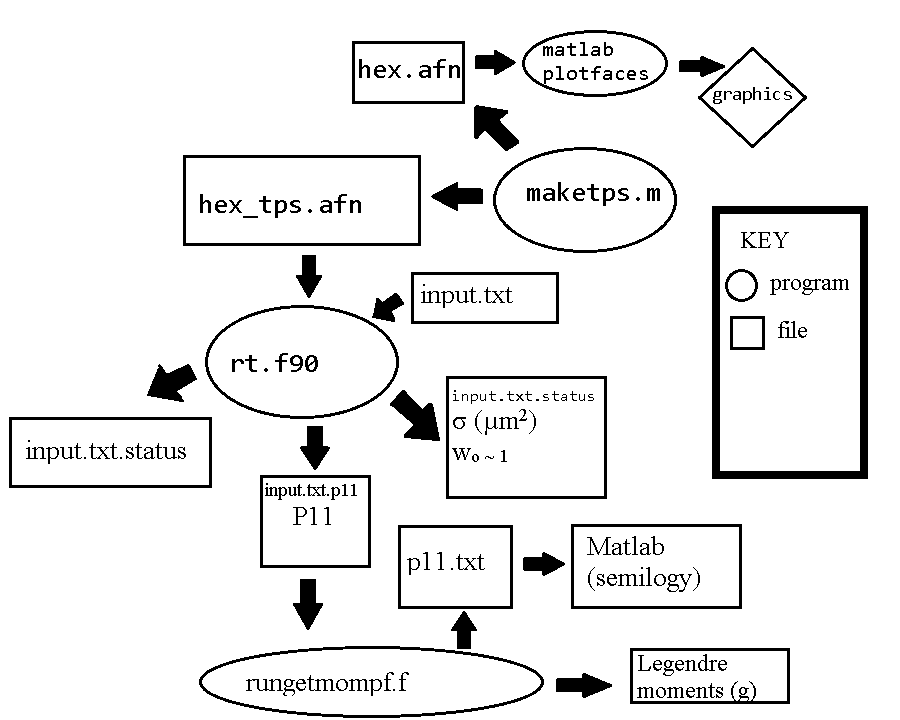 hex.afn
matlab
plotfaces
graphics
maketps.m
hex_tps.afn
KEY
program
file
input.txt
rt.f90
input.txt.status
σ (μm²)
W₀ ~ 1
input.txt.status
input.txt.p11
P11
p11.txt
Matlab
(semilogy)
rungetmompf.f
Legendre
moments (g)